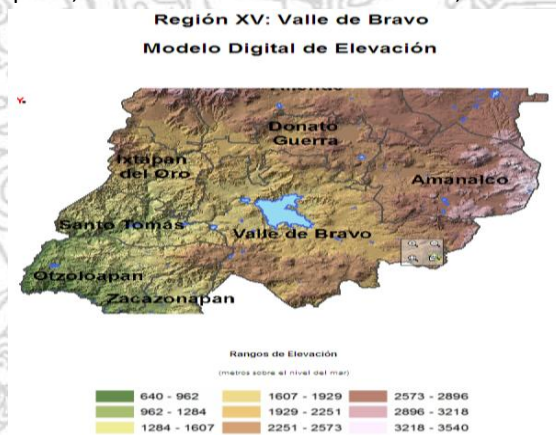 Región XV: Valle de Bravo
Modelo Digital de Elevación
Donato
Guerra
Ixtapan
del Oro
Amanalco
Santo Tomás
Valle de Bravo
Otzoloapan
Zacazonapan
Rangos de Elevación
(metros sobre el nivel del mar)
640 - 962
1607 - 1929
2573 - 2896
962 - 1284
1929 - 2251
2896 - 3218
1284 - 1607
2251 - 2573
3218 - 3540